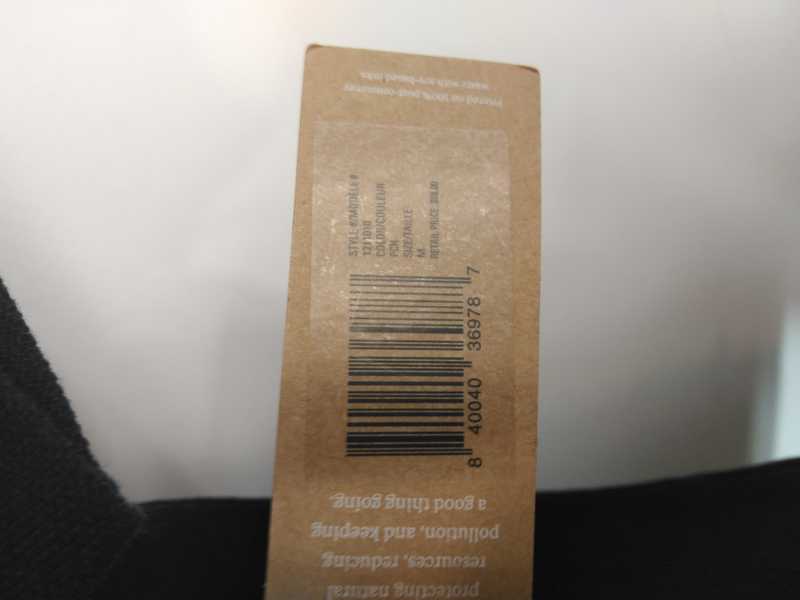 Printed on 100% post-consumer
waste with soy-based inks.
STYLE #/MODÈLE #
1211010
COLOR/COULEUR
SIZE/TAILLE
M
RETAIL PRICE
8 40040 36978 7
protecting natural
resources, reducing
pollution, and keeping
a good thing going.